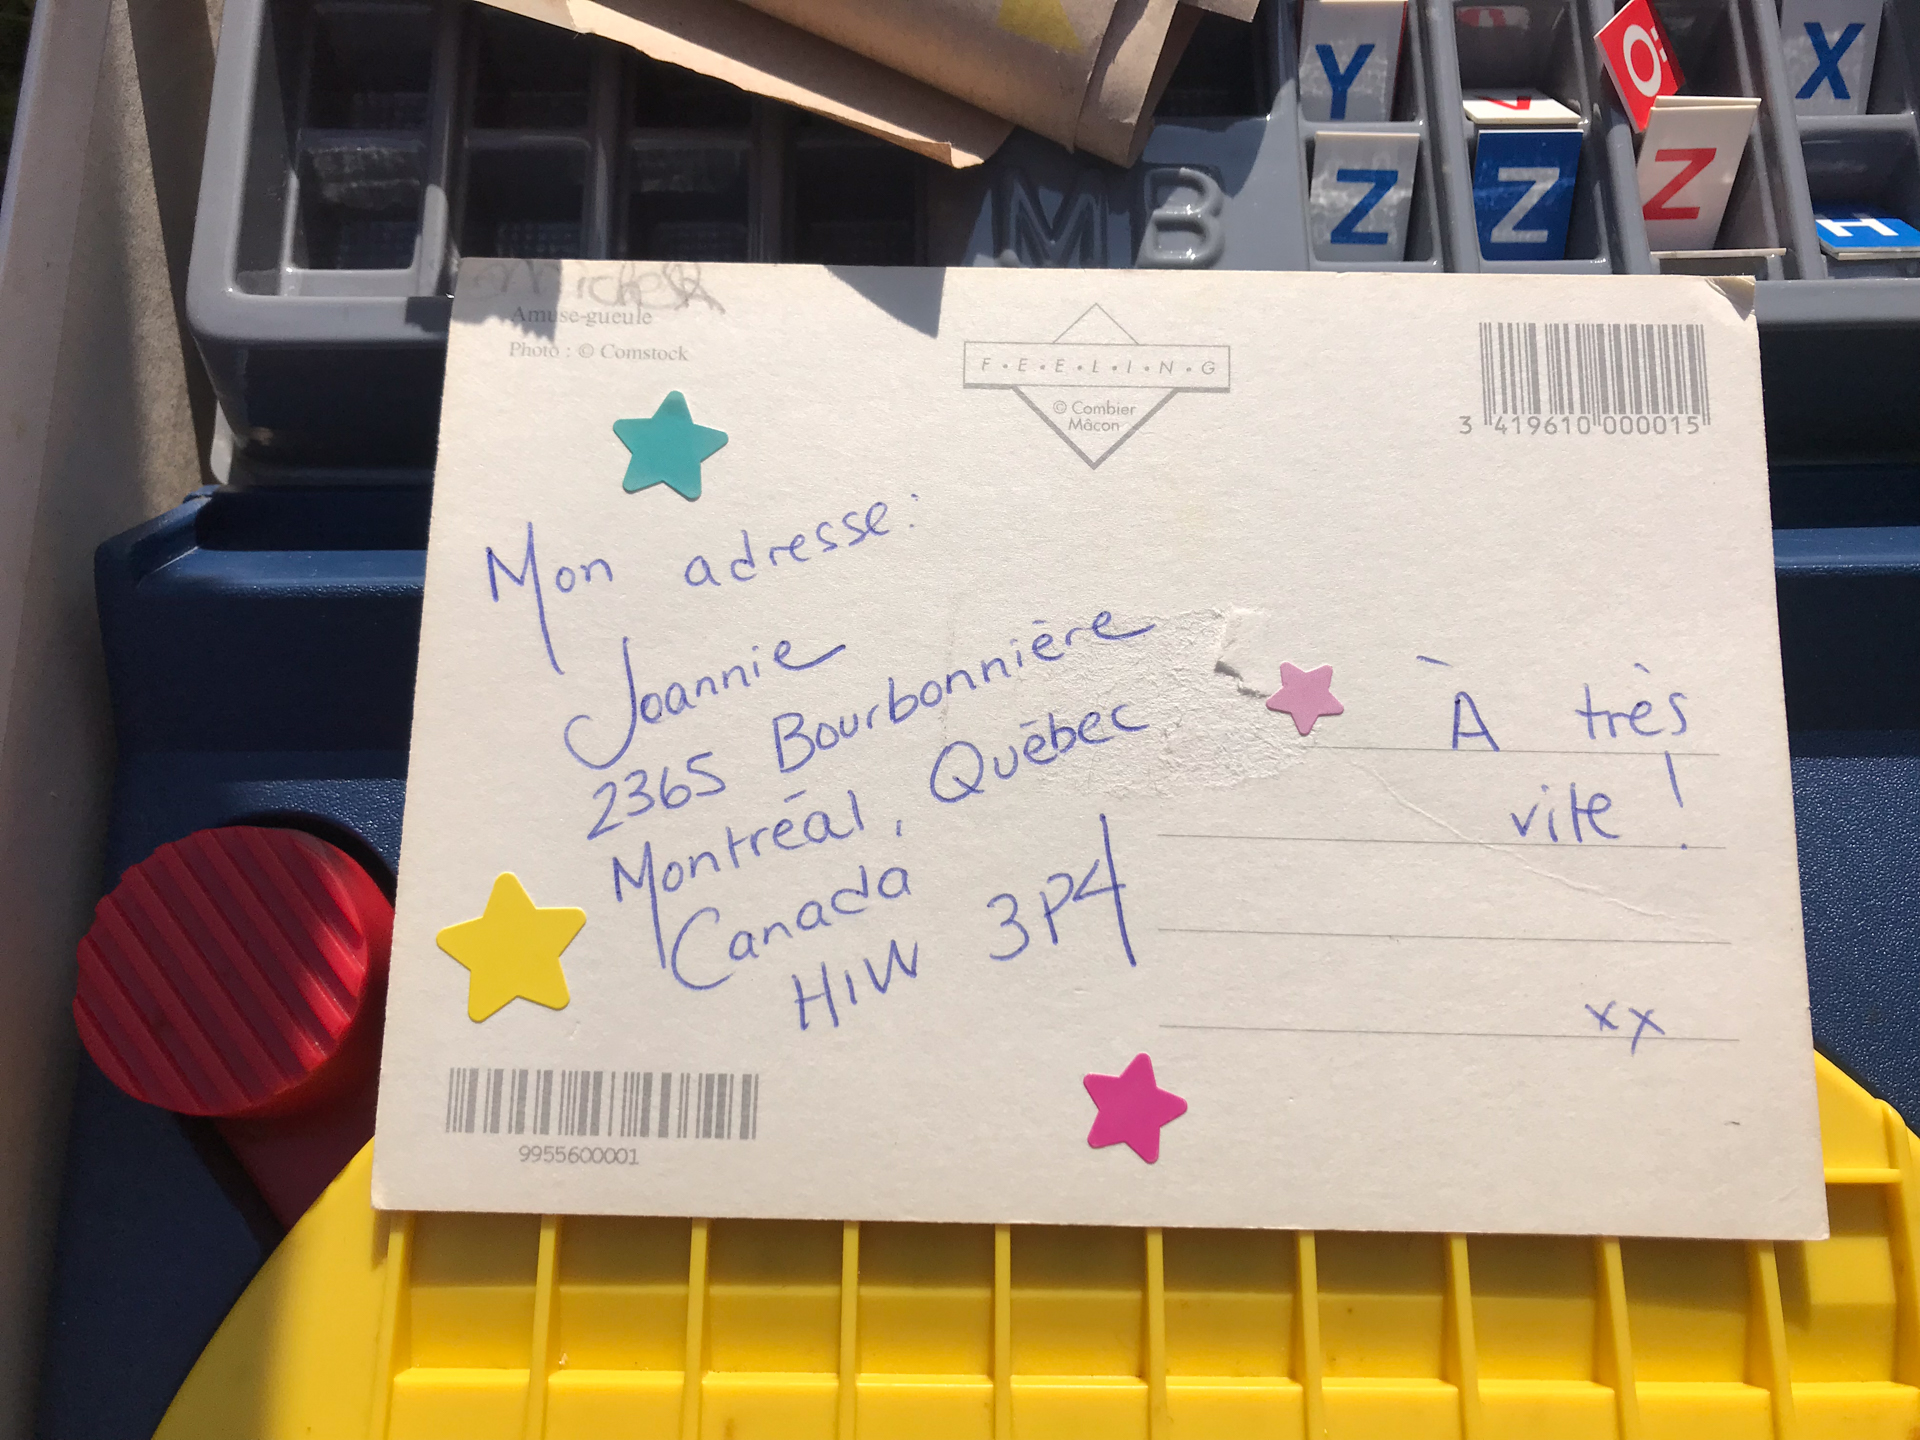 Y
X
Z
Z
Z
MB
Amuse-gueule
Photo : © Comstock
F.E.E.L.I.N.G
© Combier
Mâcon
3 419610 000015
Mon adresse:
Joannie
2365 Bourbonnière
Montréal, Québec
Canada
H1W 3P4
À très
vite !
xx
9955600001